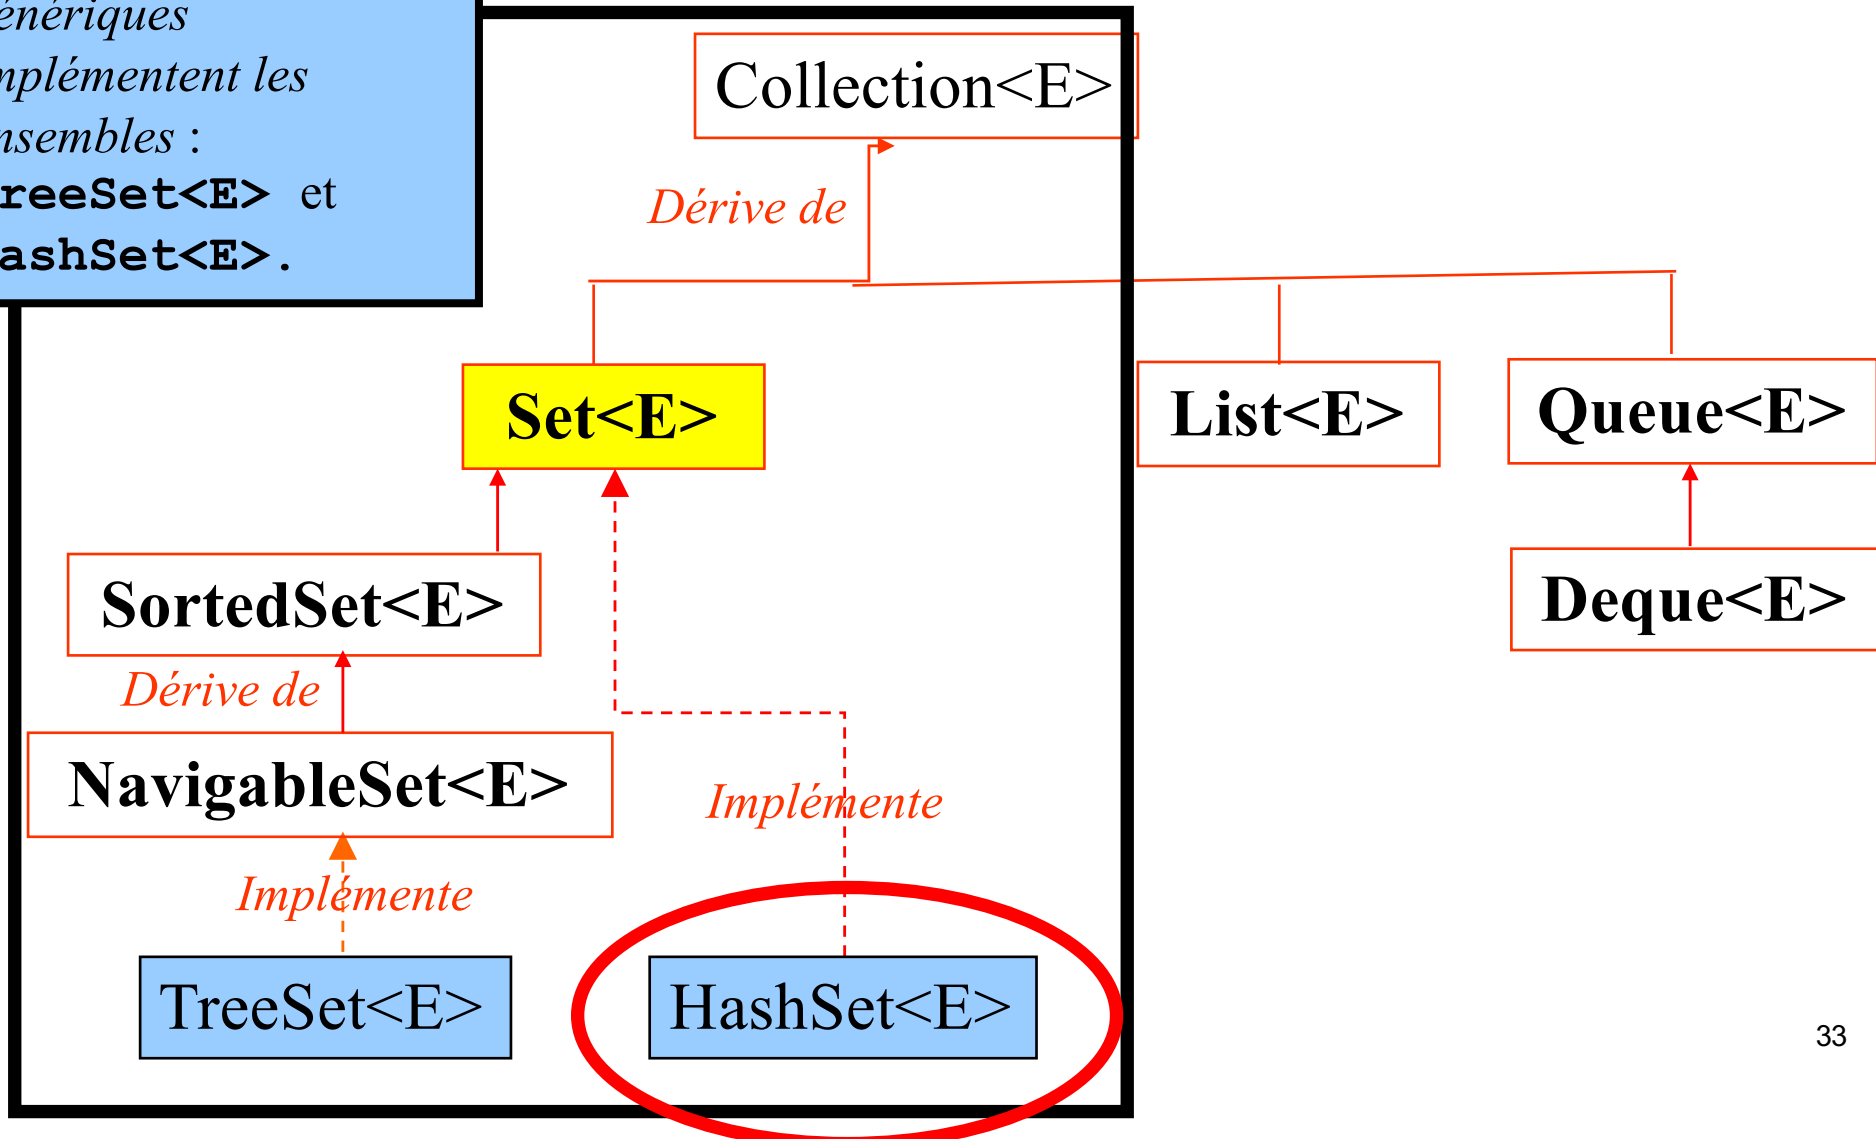 énériques
mplémentent les
nsembles :
reeSet<E> et
ashSet<E>.
Collection<E>
Dérive de
Set<E>
List<E>
Queue<E>
SortedSet<E>
Deque<E>
Dérive de
NavigableSet<E>
Implémente
Implémente
TreeSet<E>
HashSet<E>
33